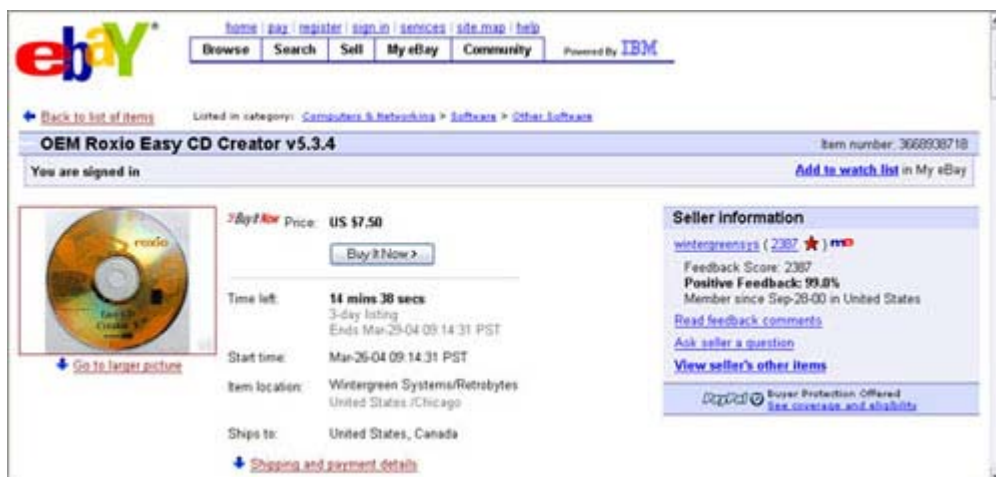 home | pay | register | sign in | services | site map | help
ebaY
Browse Search Sell My eBay Community Powered By IBM
Back to list of items Listed in category: Computers & Networking > Software > Other Software
OEM Roxio Easy CD Creator v5.3.4 Item number: 3668938718
You are signed in Add to watch list in My eBay
roxio
Easy CD
Creator 5
Go to larger picture
Buy It Now Price: US $7.50
Buy It Now >
Time left: 14 mins 38 secs
3-day listing
Ends Mar-29-04 09:14:31 PST
Start time: Mar-26-04 09:14:31 PST
Item location: Wintergreen Systems/Retrobytes
United States /Chicago
Ships to: United States, Canada
Shipping and payment details
Seller information
wintergreensys ( 2387 ) me
Feedback Score: 2387
Positive Feedback: 99.0%
Member since Sep-28-00 in United States
Read feedback comments
Ask seller a question
View seller's other items
PayPal Buyer Protection Offered
See coverage and eligibility